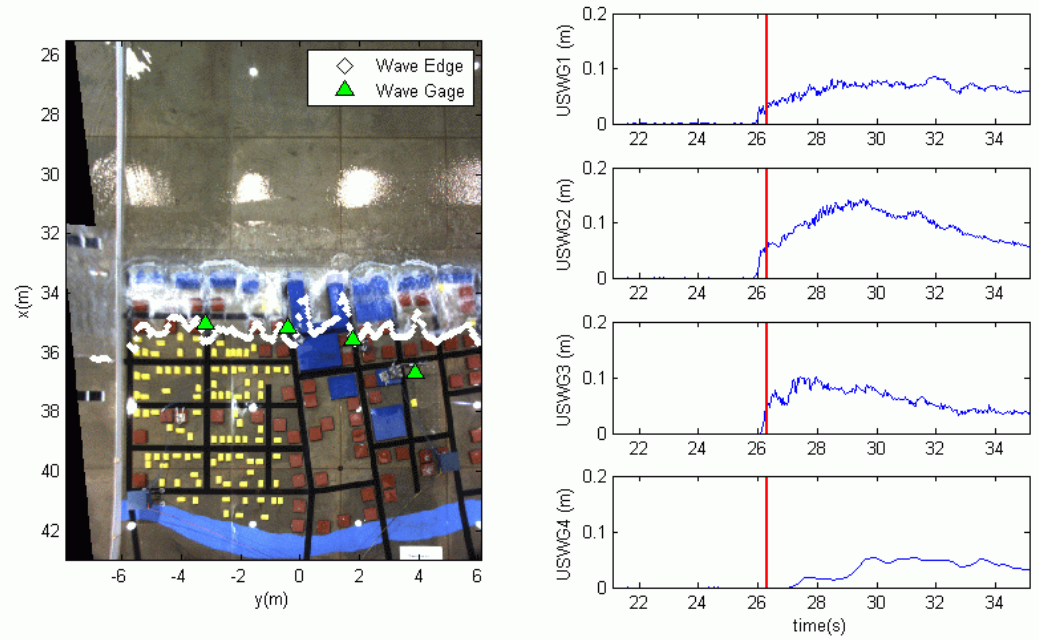 Wave Edge
Wave Gage
26
28
30
32
34
36
38
40
42
x(m)
-6 -4 -2 0 2 4 6
y(m)
0.2
0.1
0
USWG1 (m)
22 24 26 28 30 32 34
0.2
0.1
0
USWG2 (m)
22 24 26 28 30 32 34
0.2
0.1
0
USWG3 (m)
22 24 26 28 30 32 34
0.2
0.1
0
USWG4 (m)
22 24 26 28 30 32 34
time(s)